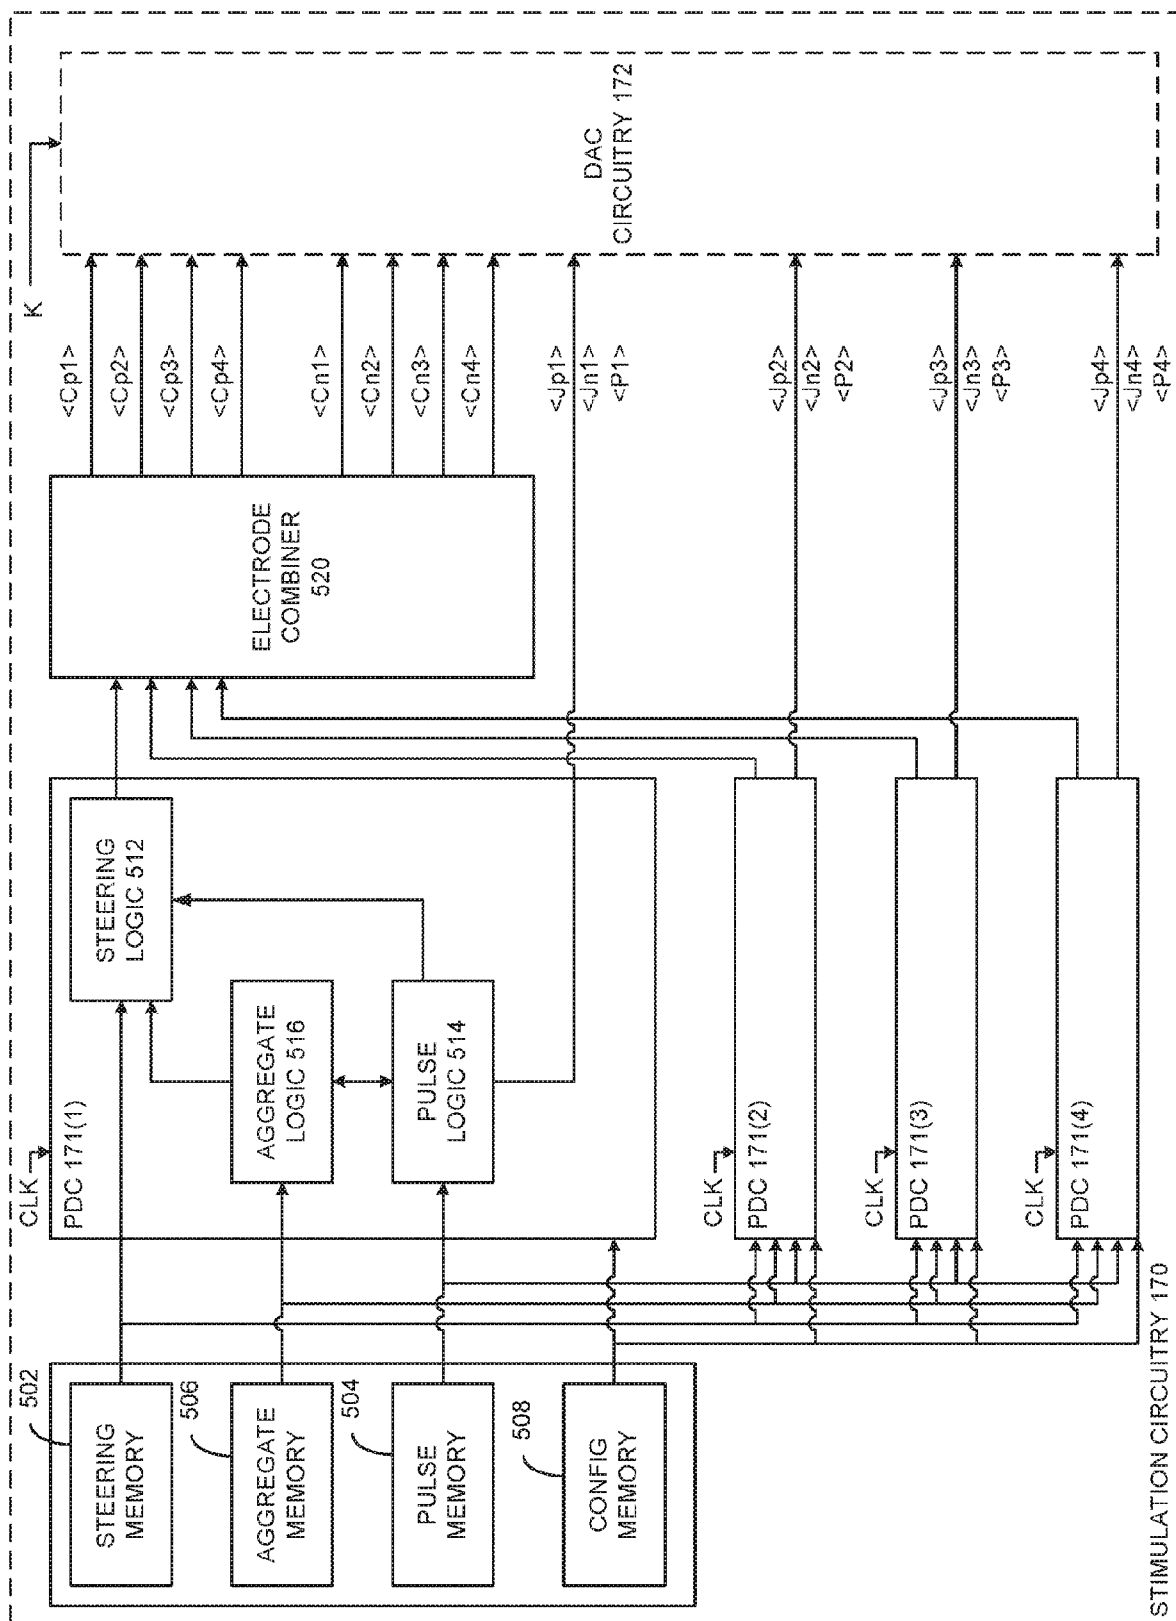 STIMULATION CIRCUITRY 170
502
STEERING
MEMORY
506
AGGREGATE
MEMORY
504
PULSE
MEMORY
508
CONFIG
MEMORY
CLK
PDC 171(1)
STEERING
LOGIC 512
AGGREGATE
LOGIC 516
PULSE
LOGIC 514
CLK
PDC 171(2)
CLK
PDC 171(3)
CLK
PDC 171(4)
ELECTRODE
COMBINER
520
K
<Cp1>
<Cp2>
<Cp3>
<Cp4>
<Cn1>
<Cn2>
<Cn3>
<Cn4>
<Jp1>
<Jn1>
<P1>
<Jp2>
<Jn2>
<P2>
<Jp3>
<Jn3>
<P3>
<Jp4>
<Jn4>
<P4>
DAC
CIRCUITRY 172